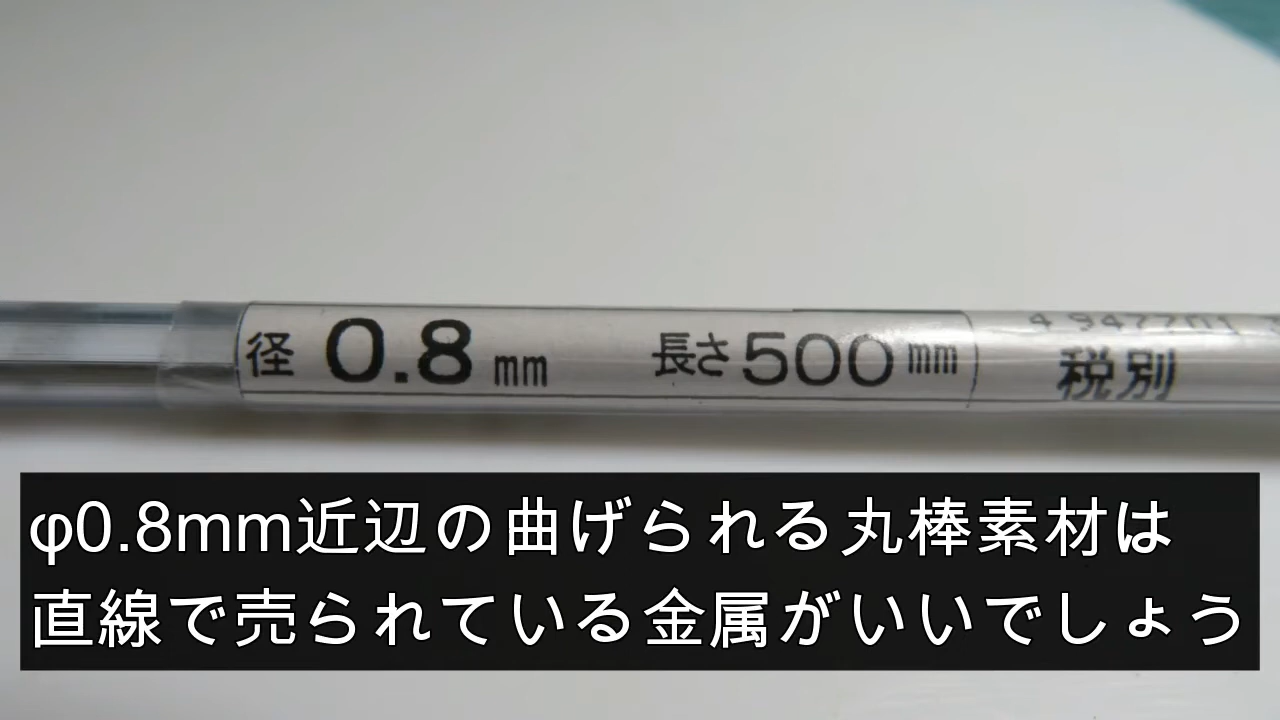 径 0.8 mm 長さ 500 mm
4 947701
税別
φ0.8mm近辺の曲げられる丸棒素材は
直線で売られている金属がいいでしょう